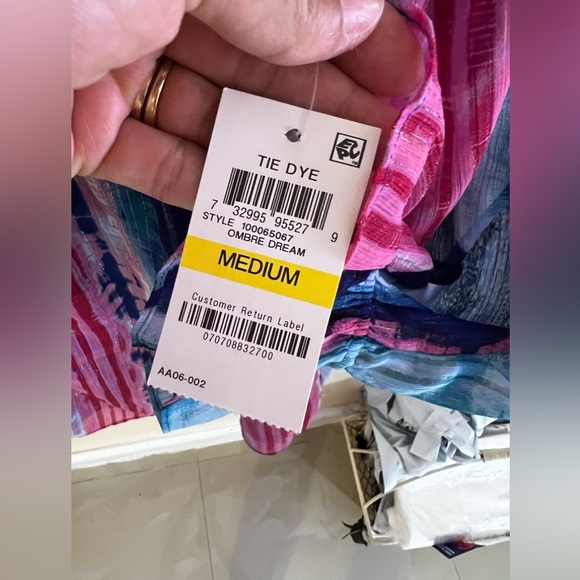 TIE DYE
7 32995 95527 9
STYLE 100065067
OMBRE DREAM
MEDIUM
Customer Return Label
070708832700
AA06-002